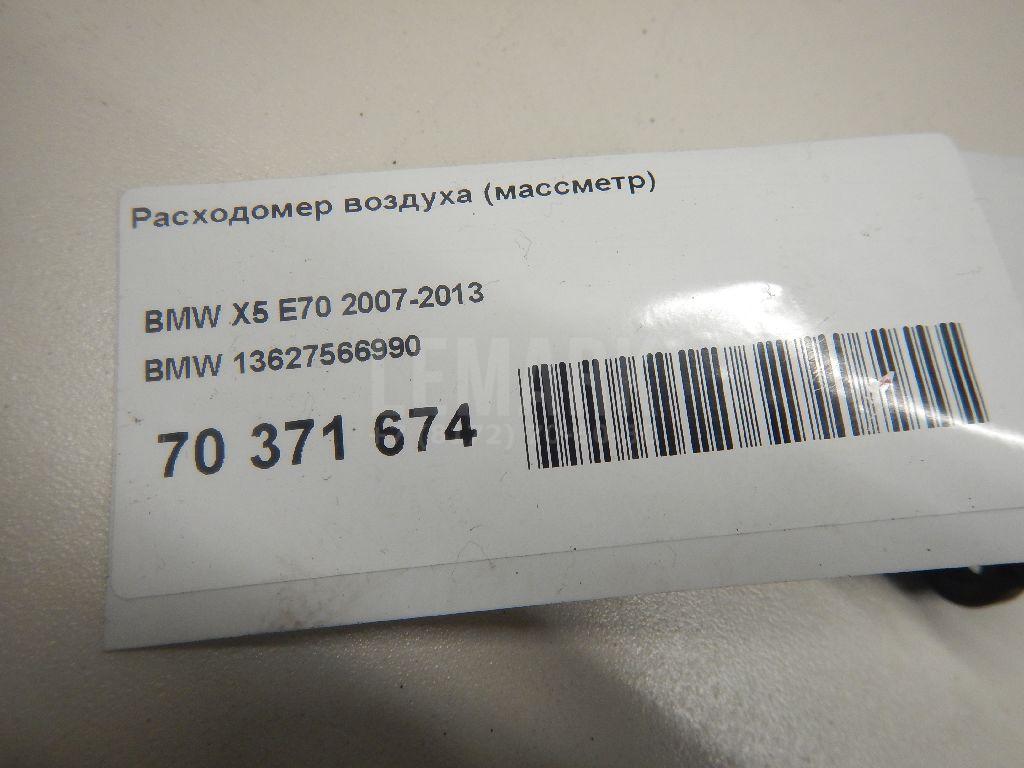 Расходомер воздуха (массметр)
BMW X5 E70 2007-2013
BMW 13627566990
70 371 674